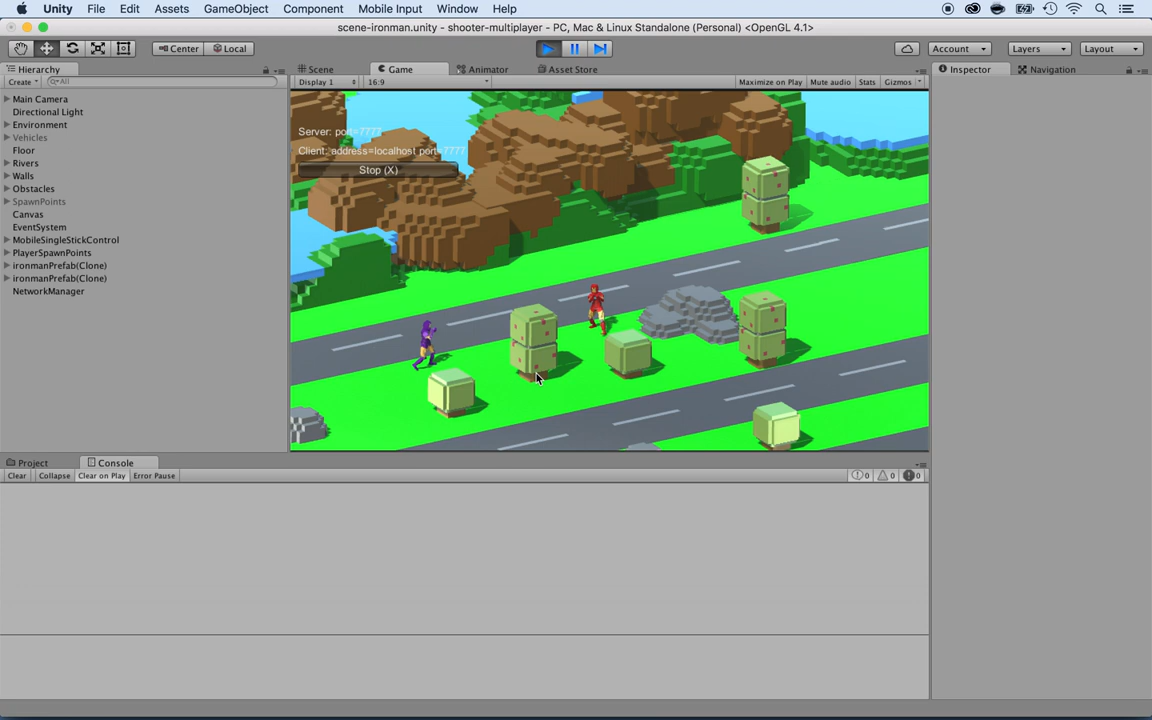 Unity File Edit Assets GameObject Component Mobile Input Window Help
scene-ironman.unity - shooter-multiplayer - PC, Mac & Linux Standalone (Personal) <OpenGL 4.1>
Center Local Account Layers Layout
Hierarchy Scene Game Animator Asset Store Inspector Navigation
Create All Display 1 16:9 Maximize on Play Mute audio Stats Gizmos
Main Camera
Directional Light
Environment
Vehicles
Floor
Rivers
Walls
Obstacles
SpawnPoints
Canvas
EventSystem
MobileSingleStickControl
PlayerSpawnPoints
ironmanPrefab(Clone)
ironmanPrefab(Clone)
NetworkManager
Server: port=7777
Client: address=localhost port=7777
Stop (X)
Project Console
Clear Collapse Clear on Play Error Pause 0 0 0